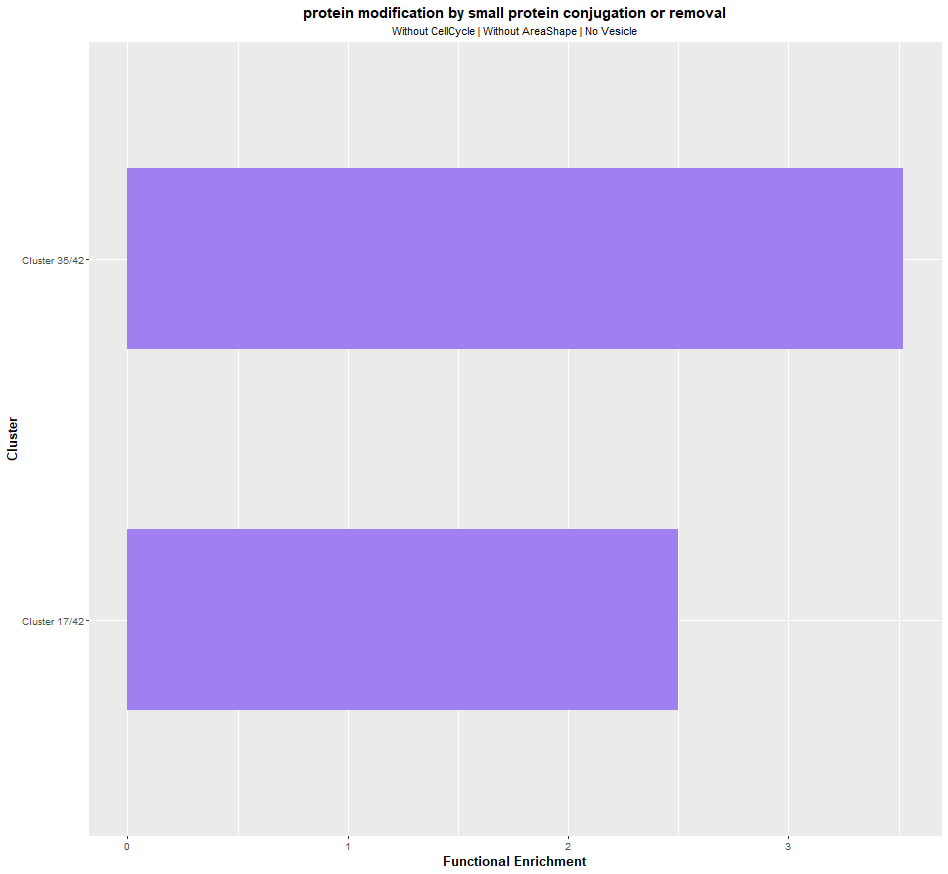 protein modification by small protein conjugation or removal
Without CellCycle | Without AreaShape | No Vesicle
Cluster 35/42
Cluster
Cluster 17/42
0 1 2 3
Functional Enrichment